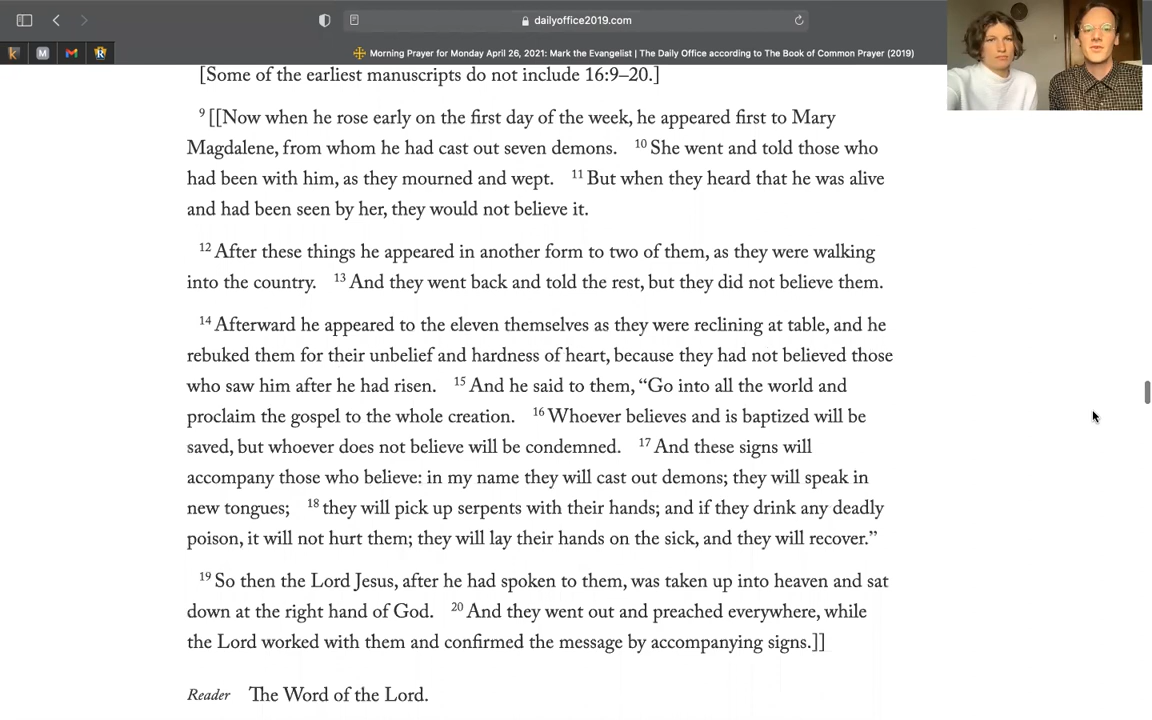 dailyoffice2019.com
Morning Prayer for Monday April 26, 2021: Mark the Evangelist | The Daily Office according to The Book of Common Prayer (2019)
[Some of the earliest manuscripts do not include 16:9–20.]
9 [[Now when he rose early on the first day of the week, he appeared first to Mary
Magdalene, from whom he had cast out seven demons. 10 She went and told those who
had been with him, as they mourned and wept. 11 But when they heard that he was alive
and had been seen by her, they would not believe it.
12 After these things he appeared in another form to two of them, as they were walking
into the country. 13 And they went back and told the rest, but they did not believe them.
14 Afterward he appeared to the eleven themselves as they were reclining at table, and he
rebuked them for their unbelief and hardness of heart, because they had not believed those
who saw him after he had risen. 15 And he said to them, “Go into all the world and
proclaim the gospel to the whole creation. 16 Whoever believes and is baptized will be
saved, but whoever does not believe will be condemned. 17 And these signs will
accompany those who believe: in my name they will cast out demons; they will speak in
new tongues; 18 they will pick up serpents with their hands; and if they drink any deadly
poison, it will not hurt them; they will lay their hands on the sick, and they will recover.”
19 So then the Lord Jesus, after he had spoken to them, was taken up into heaven and sat
down at the right hand of God. 20 And they went out and preached everywhere, while
the Lord worked with them and confirmed the message by accompanying signs.]]
Reader The Word of the Lord.